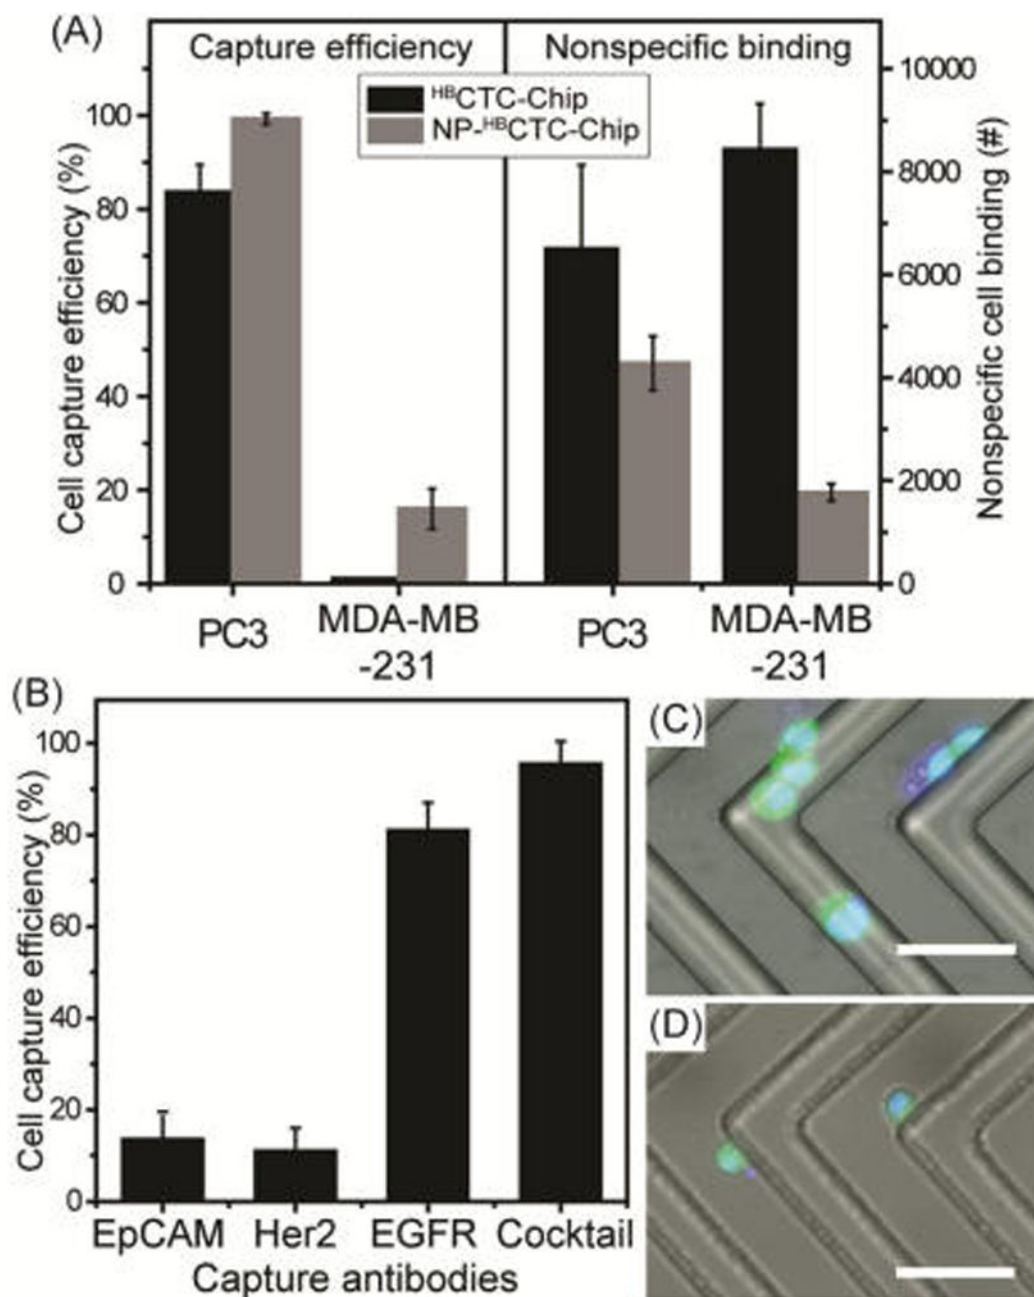 (A)
Capture efficiency
Nonspecific binding
HBCTC-Chip
NP-HBCTC-Chip
Cell capture efficiency (%)
100
80
60
40
20
0
10000
8000
6000
4000
2000
0
Nonspecific cell binding (#)
PC3
MDA-MB
-231
PC3
MDA-MB
-231
(B)
Cell capture efficiency (%)
100
80
60
40
20
0
EpCAM Her2 EGFR Cocktail
Capture antibodies
(C)
(D)